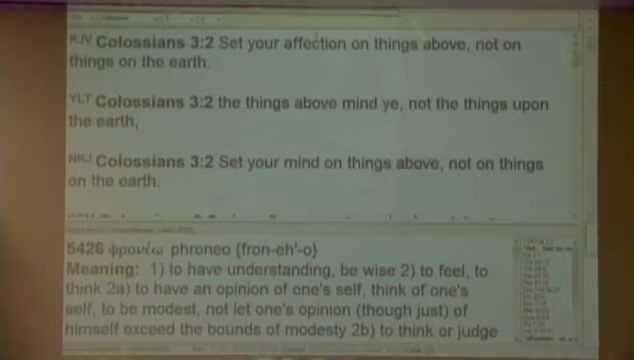 KJV Colossians 3:2 Set your affection on things above, not on
things on the earth.
YLT Colossians 3:2 the things above mind ye, not the things upon
the earth,
NKJ Colossians 3:2 Set your mind on things above, not on things
on the earth.
5426 φρονέω phroneo {fron-eh'-o}
Meaning: 1) to have understanding, be wise 2) to feel, to
think 2a) to have an opinion of one's self, think of one's
self, to be modest, not let one's opinion (though just) of
himself exceed the bounds of modesty 2b) to think or judge